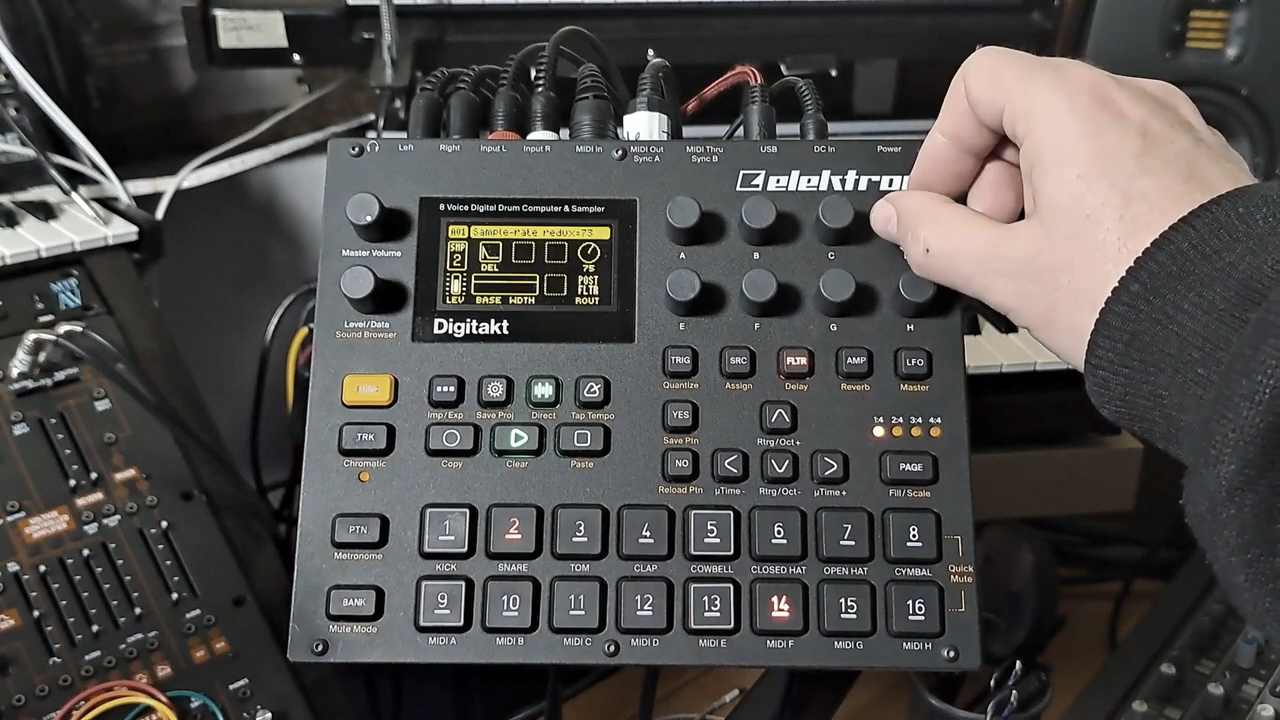 Left
Right
Input L
Input R
MIDI In
MIDI Out
Sync A
MIDI Thru
Sync B
USB
DC In
Power
elektron
8 Voice Digital Drum Computer & Sampler
A01 Sample-rate redux=73
SMP
2
DEL
75
POST
FLTR
LEV BASE WDTH ROUT
Digitakt
Master Volume
Level/Data
Sound Browser
A
B
C
E
F
G
H
TRIG
Quantize
SRC
Assign
FLTR
Delay
AMP
Reverb
LFO
Master
Imp/Exp
Save Proj
Direct
Tap Tempo
TRK
Chromatic
Copy
Clear
Paste
YES
Save Ptn
Rtrg/Oct+
NO
Reload Ptn
µTime-
Rtrg/Oct-
µTime+
1:4 2:4 3:4 4:4
PAGE
Fill/Scale
PTN
Metronome
BANK
Mute Mode
1 2 3 4 5 6 7 8
KICK SNARE TOM CLAP COWBELL CLOSED HAT OPEN HAT CYMBAL
Quick
Mute
9 10 11 12 13 14 15 16
MIDI A MIDI B MIDI C MIDI D MIDI E MIDI F MIDI G MIDI H